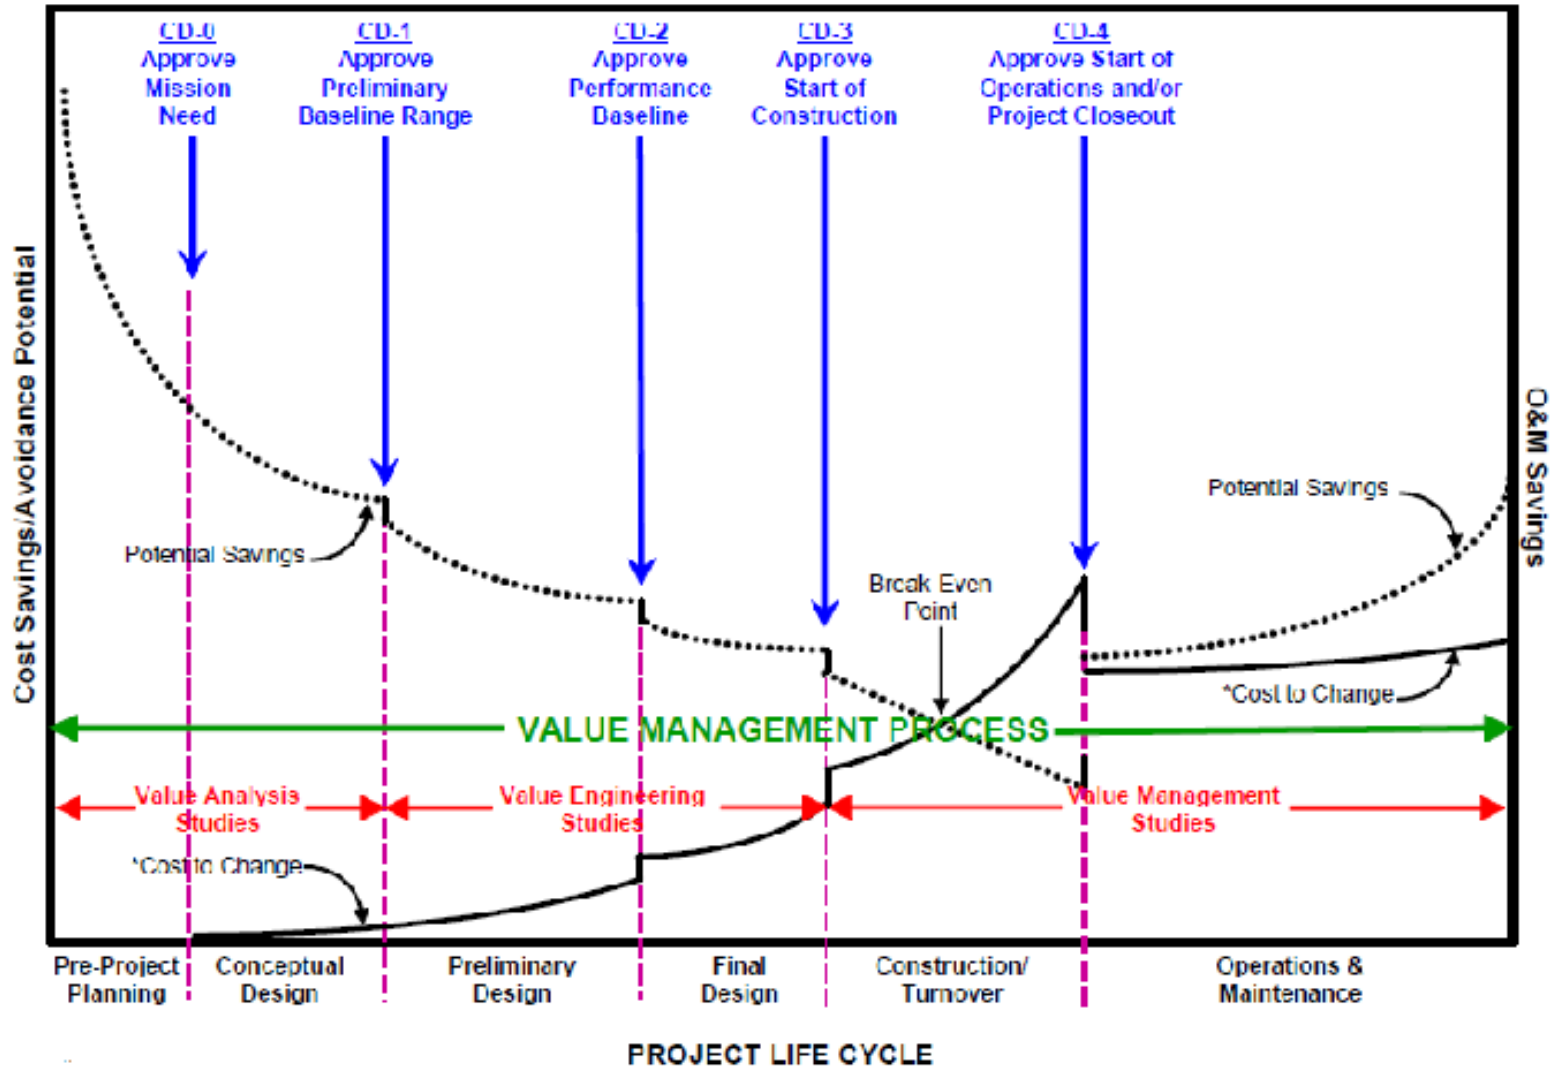 CD-0
Approve
Mission
Need
CD-1
Approve
Preliminary
Baseline Range
CD-2
Approve
Performance
Baseline
CD-3
Approve
Start of
Construction
CD-4
Approve Start of
Operations and/or
Project Closeout
Cost Savings/Avoidance Potential
O&M Savings
Potential Savings
Potential Savings
Break Even
Point
*Cost to Change
VALUE MANAGEMENT PROCESS
Value Analysis
Studies
Value Engineering
Studies
Value Management
Studies
*Cost to Change
Pre-Project
Planning
Conceptual
Design
Preliminary
Design
Final
Design
Construction/
Turnover
Operations &
Maintenance
PROJECT LIFE CYCLE